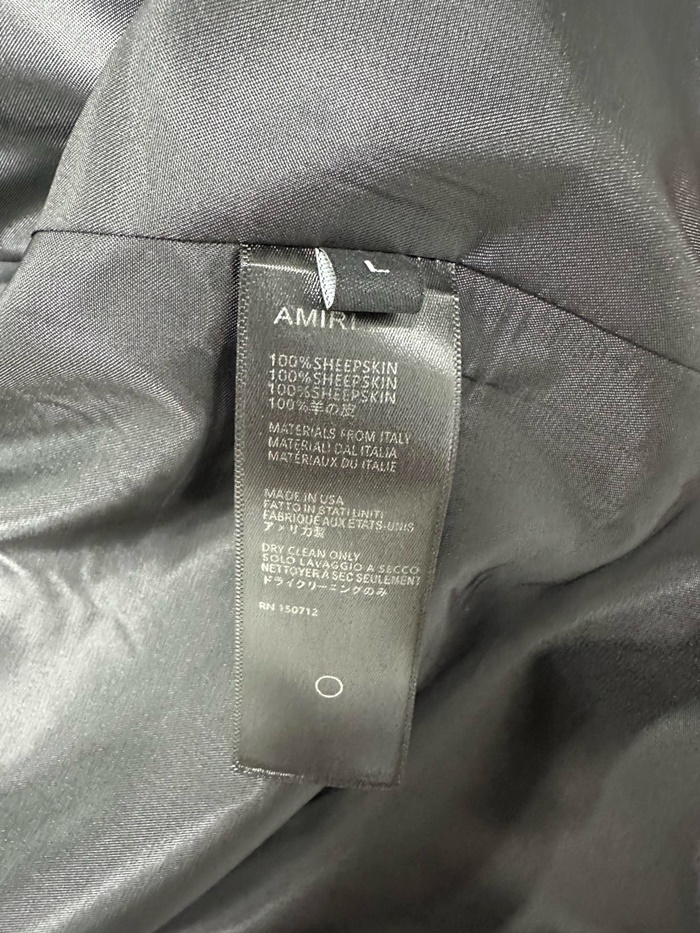 L
AMIRI
100%SHEEPSKIN
100%SHEEPSKIN
100%SHEEPSKIN
100%羊の皮
MATERIALS FROM ITALY
MATERIALI DAL ITALIA
MATÉRIAUX DU ITALIE
MADE IN USA
FATTO IN STATI UNITI
FABRIQUÉ AUX ETATS-UNIS
アメリカ製
DRY CLEAN ONLY
SOLO LAVAGGIO A SECCO
NETTOYER À SEC SEULEMENT
ドライクリーニングのみ
RN 150712